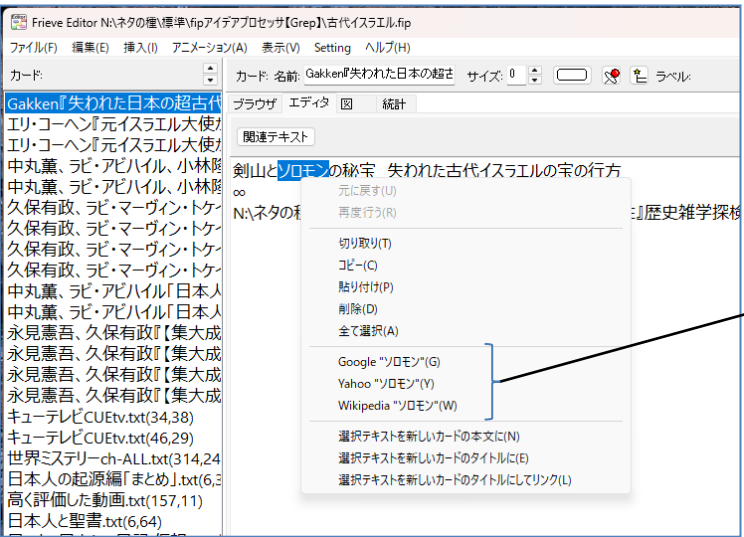 Frieve Editor N:\ネタの種\標準\fipアイデアプロセッサ【Grep】\古代イスラエル.fip
ファイル(F) 編集(E) 挿入(I) アニメーション(A) 表示(V) Setting ヘルプ(H)
カード:
カード: 名前: Gakken『失われた日本の超古 サイズ: 0 ラベル:
ブラウザ エディタ 図 統計
関連テキスト
Gakken『失われた日本の超古代
エリ・コーヘン『元イスラエル大使が
エリ・コーヘン『元イスラエル大使が
中丸薫、ラビ・アビハイル、小林隆
中丸薫、ラビ・アビハイル、小林隆
久保有政、ラビ・マーヴィン・トケイ
久保有政、ラビ・マーヴィン・トケイ
久保有政、ラビ・マーヴィン・トケイ
久保有政、ラビ・マーヴィン・トケイ
中丸薫、ラビ・アビハイル「日本人
中丸薫、ラビ・アビハイル「日本人
永見憲吾、久保有政『【集大成
永見憲吾、久保有政『【集大成
永見憲吾、久保有政『【集大成
永見憲吾、久保有政『【集大成
キューテレビCUEtv.txt(34,38)
キューテレビCUEtv.txt(46,29)
世界ミステリーch-ALL.txt(314,24
日本人の起源編「まとめ」.txt(6,3
高く評価した動画.txt(157,11)
日本人と聖書.txt(6,64)
剣山とソロモンの秘宝 失われた古代イスラエルの宝の行方
∞
N:\ネタの種 』歴史雑学探検
元に戻す(U)
再度行う(R)
切り取り(T)
コピー(C)
貼り付け(P)
削除(D)
全て選択(A)
Google "ソロモン"(G)
Yahoo "ソロモン"(Y)
Wikipedia "ソロモン"(W)
選択テキストを新しいカードの本文に(N)
選択テキストを新しいカードのタイトルに(E)
選択テキストを新しいカードのタイトルにしてリンク(L)